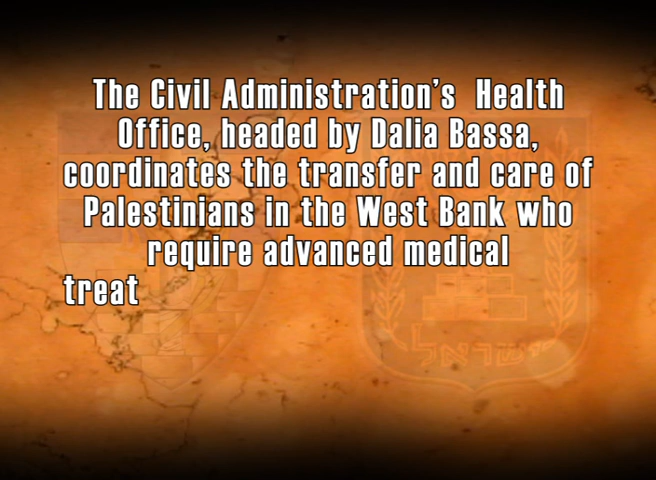 The Civil Administration's  Health
Office, headed by Dalia Bassa,
coordinates the transfer and care of
Palestinians in the West Bank who
require advanced medical
treat
ישראל